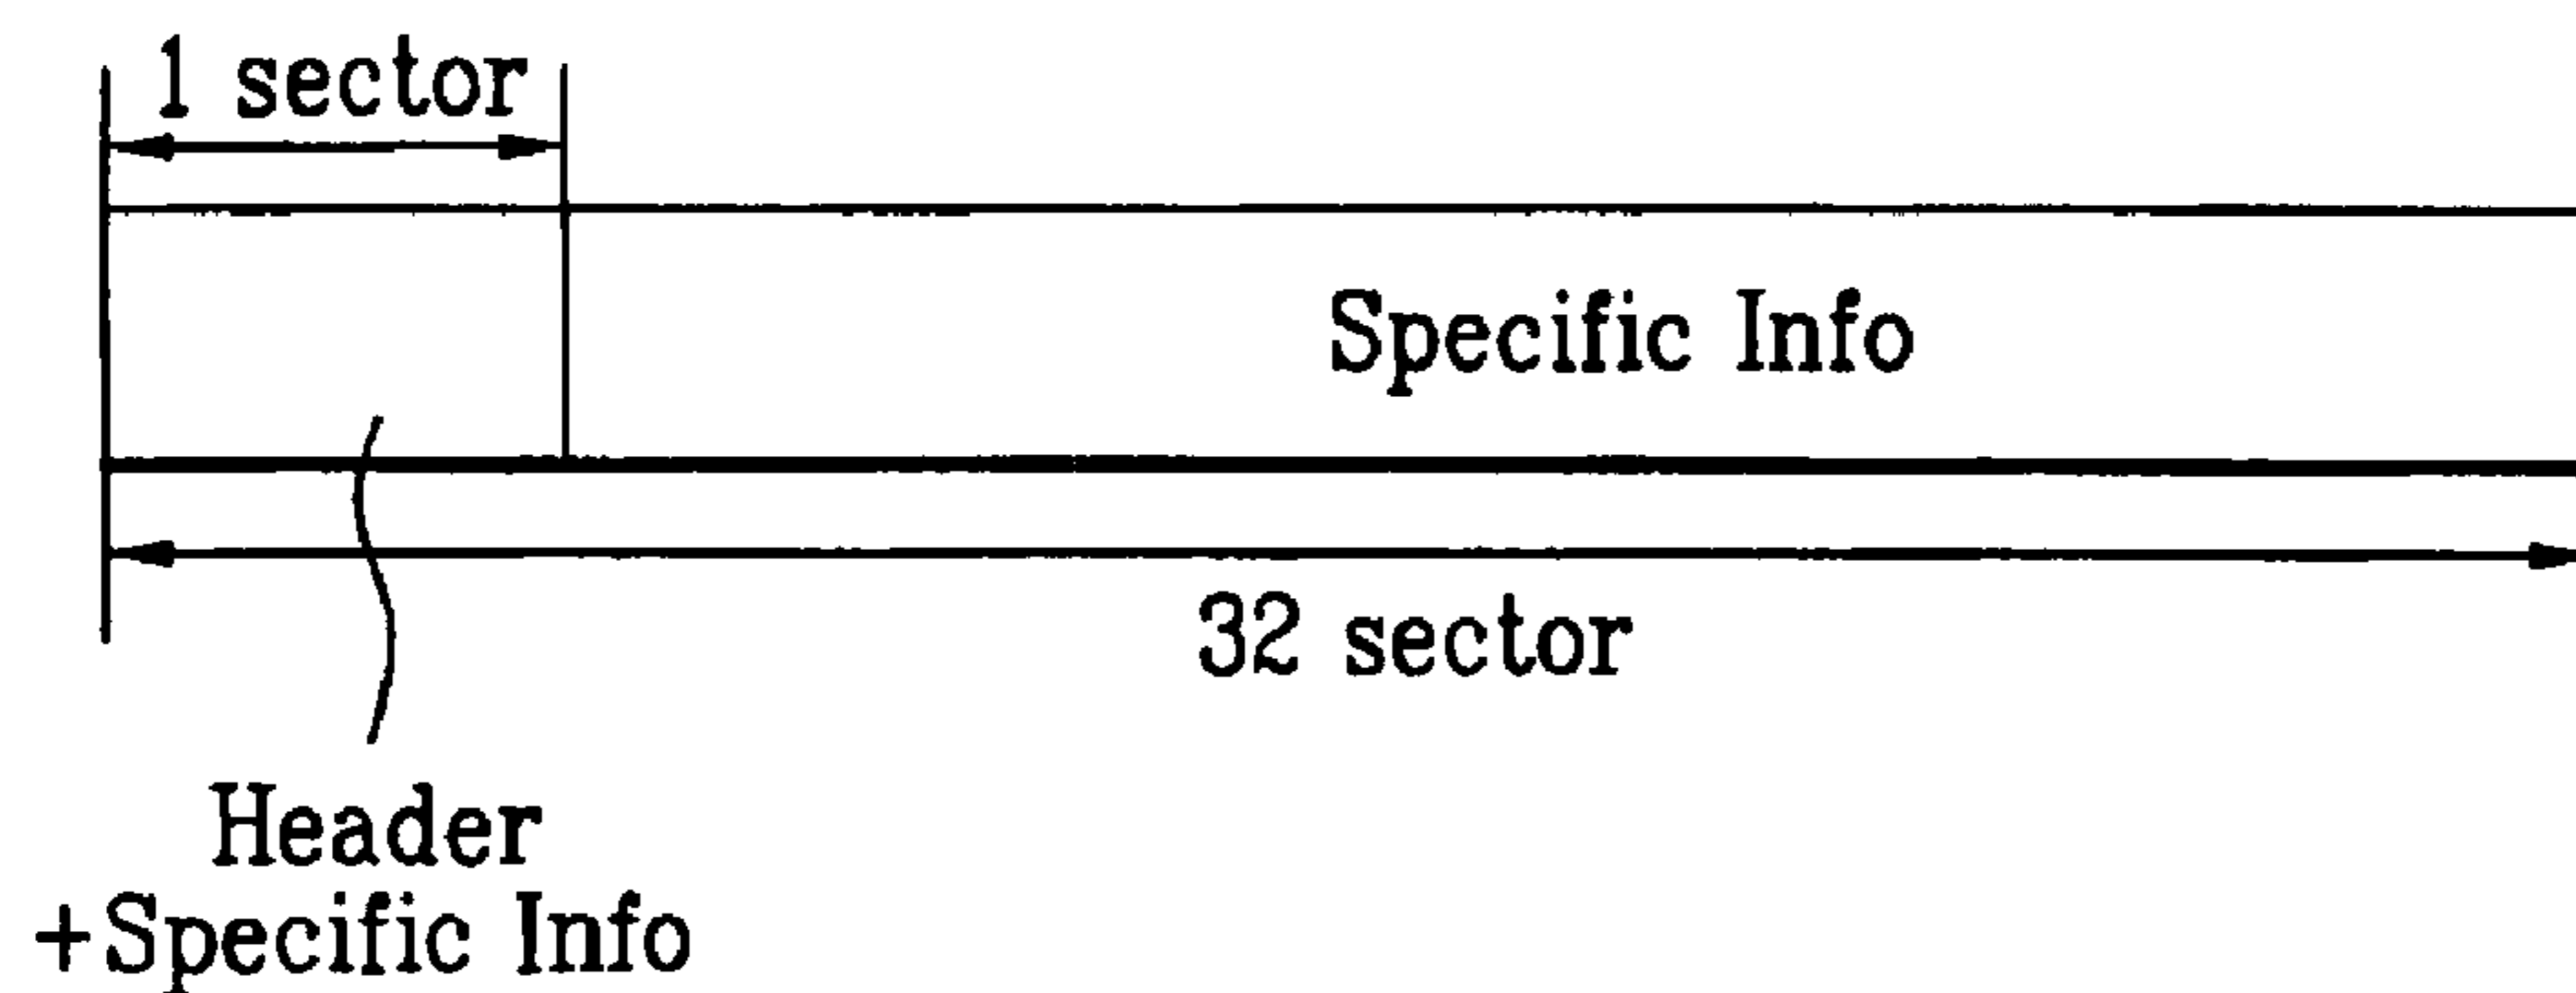 1 sector
Specific Info
32 sector
Header
+Specific Info